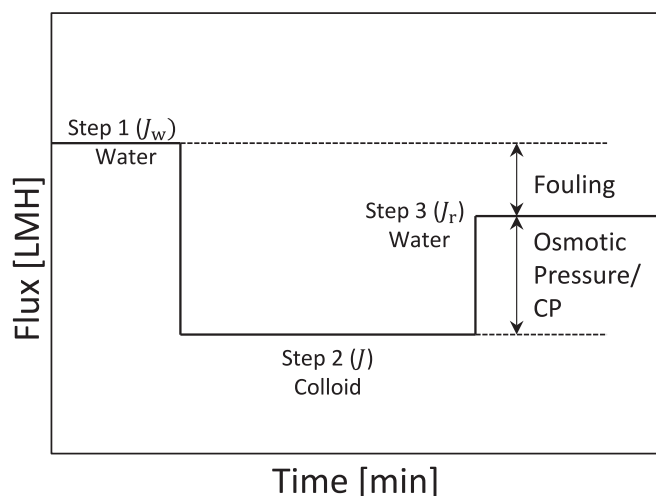 Step 1 (J_w)
Water
Fouling
Step 3 (J_r)
Water
Osmotic
Pressure/
CP
Step 2 (J)
Colloid
Flux [LMH]
Time [min]